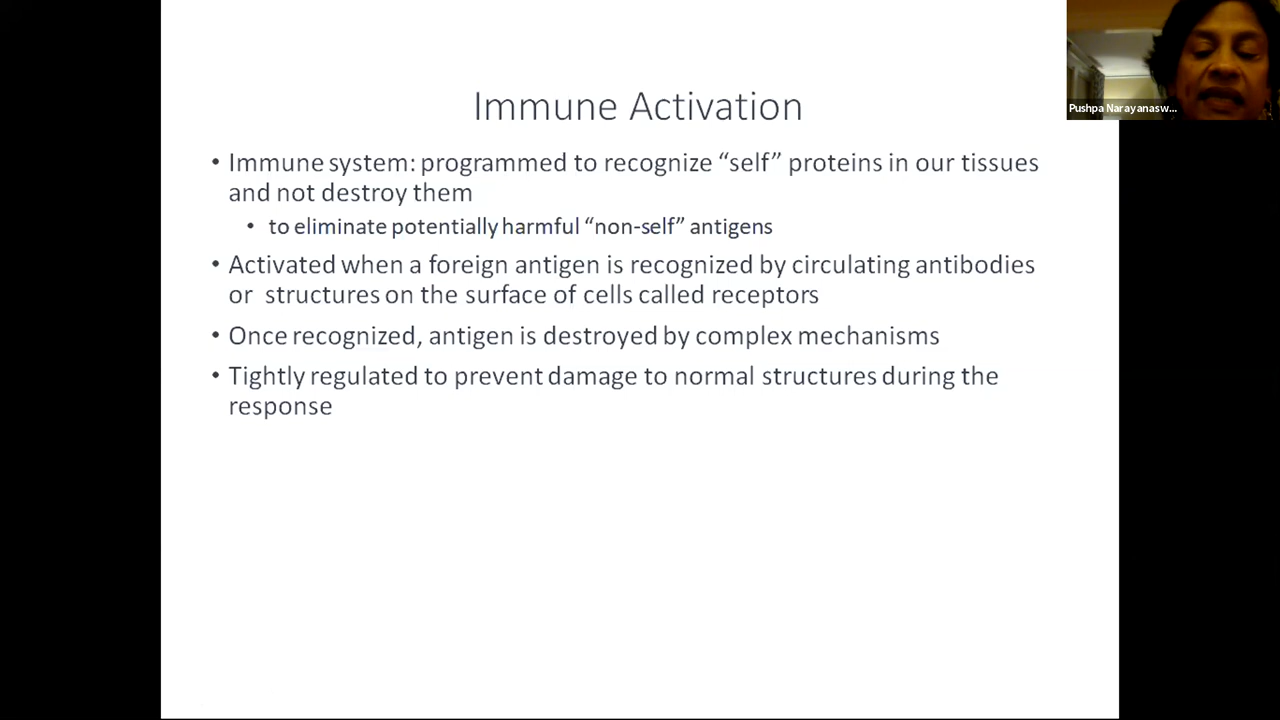 Immune Activation
• Immune system: programmed to recognize “self” proteins in our tissues
and not destroy them
• to eliminate potentially harmful “non-self” antigens
• Activated when a foreign antigen is recognized by circulating antibodies
or structures on the surface of cells called receptors
• Once recognized, antigen is destroyed by complex mechanisms
• Tightly regulated to prevent damage to normal structures during the
response
Pushpa Narayanasw...